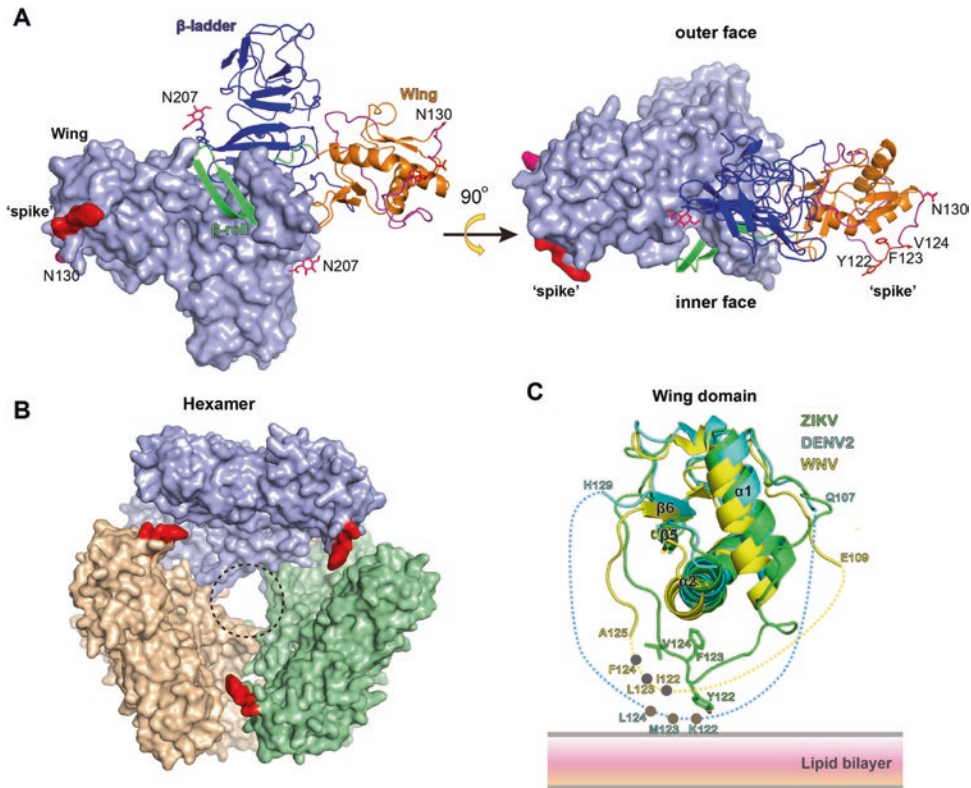 A
β-ladder
N207
Wing
Wing
N130
'spike'
N130
β-roll
N207
90°
outer face
N130
V124
F123
Y122
'spike'
'spike'
inner face
B
Hexamer
C
Wing domain
ZIKV
DENV2
WNV
H129
α1
Q107
β6
β5
E109
α2
A125
V124
F123
F124
I122
L123
Y122
L124
M123
K122
Lipid bilayer